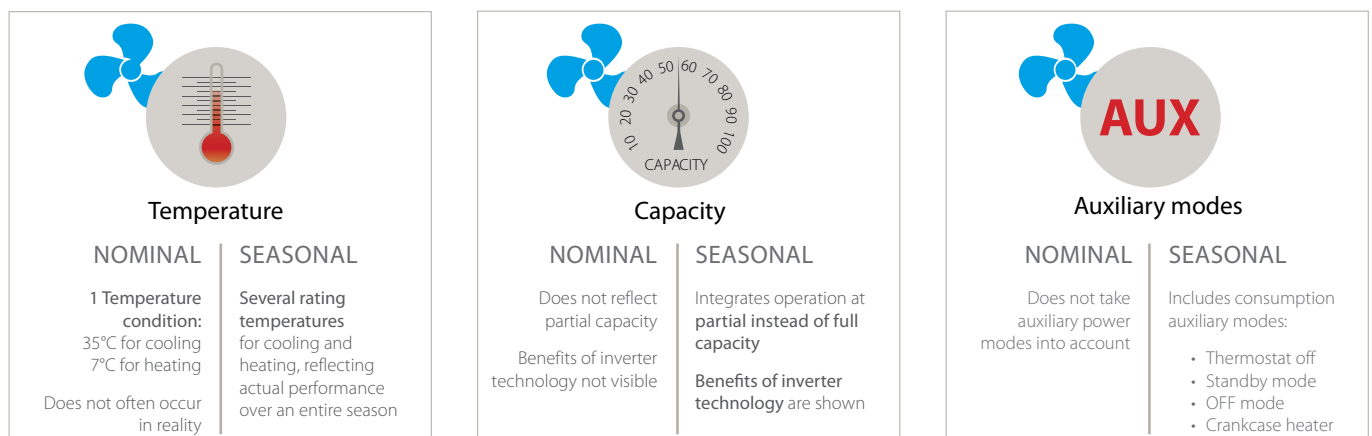 Temperature
NOMINAL
1 Temperature
condition:
35°C for cooling
7°C for heating
Does not often occur
in reality
SEASONAL
Several rating
temperatures
for cooling and
heating, reflecting
actual performance
over an entire season
10 20 30 40 50 60 70 80 90 100
CAPACITY
Capacity
NOMINAL
Does not reflect
partial capacity
Benefits of inverter
technology not visible
SEASONAL
Integrates operation at
partial instead of full
capacity
Benefits of inverter
technology are shown
AUX
Auxiliary modes
NOMINAL
Does not take
auxiliary power
modes into account
SEASONAL
Includes consumption
auxiliary modes:
• Thermostat off
• Standby mode
• OFF mode
• Crankcase heater